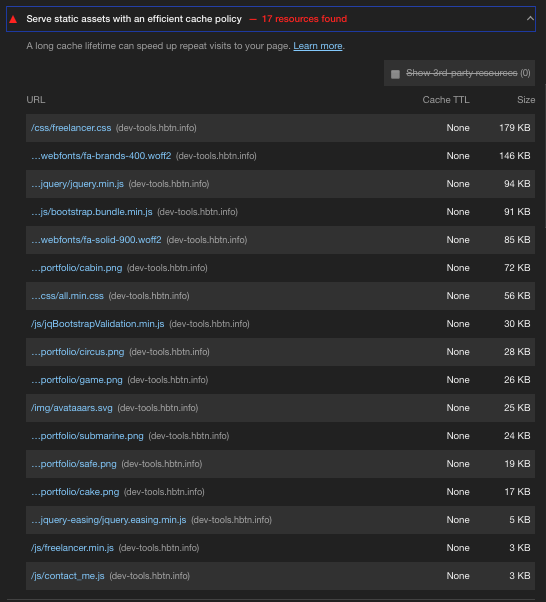 Serve static assets with an efficient cache policy — 17 resources found
A long cache lifetime can speed up repeat visits to your page. Learn more.
Show 3rd-party resources (0)
URL Cache TTL Size
/css/freelancer.css (dev-tools.hbtn.info) None 179 KB
…webfonts/fa-brands-400.woff2 (dev-tools.hbtn.info) None 146 KB
…jquery/jquery.min.js (dev-tools.hbtn.info) None 94 KB
…js/bootstrap.bundle.min.js (dev-tools.hbtn.info) None 91 KB
…webfonts/fa-solid-900.woff2 (dev-tools.hbtn.info) None 85 KB
…portfolio/cabin.png (dev-tools.hbtn.info) None 72 KB
…css/all.min.css (dev-tools.hbtn.info) None 56 KB
/js/jqBootstrapValidation.min.js (dev-tools.hbtn.info) None 30 KB
…portfolio/circus.png (dev-tools.hbtn.info) None 28 KB
…portfolio/game.png (dev-tools.hbtn.info) None 26 KB
/img/avataaars.svg (dev-tools.hbtn.info) None 25 KB
…portfolio/submarine.png (dev-tools.hbtn.info) None 24 KB
…portfolio/safe.png (dev-tools.hbtn.info) None 19 KB
…portfolio/cake.png (dev-tools.hbtn.info) None 17 KB
…jquery-easing/jquery.easing.min.js (dev-tools.hbtn.info) None 5 KB
/js/freelancer.min.js (dev-tools.hbtn.info) None 3 KB
/js/contact_me.js (dev-tools.hbtn.info) None 3 KB